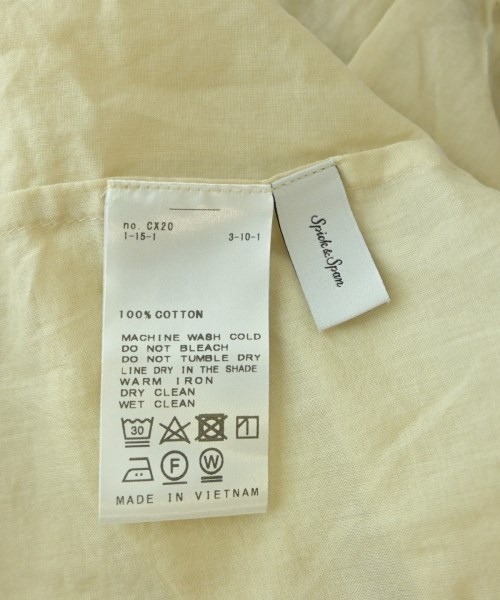 no. CX20
1-15-1 3-10-1
100% COTTON
MACHINE WASH COLD
DO NOT BLEACH
DO NOT TUMBLE DRY
LINE DRY IN THE SHADE
WARM IRON
DRY CLEAN
WET CLEAN
30
F
W
MADE IN VIETNAM
Spick&Span